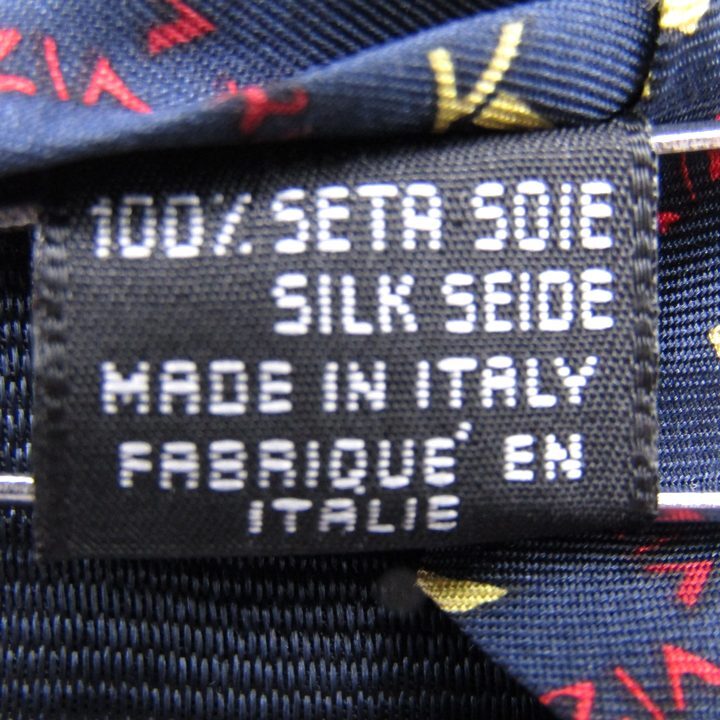 100% SETA SOIE
SILK SEIDE
MADE IN ITALY
FABRIQUÉ EN
ITALIE